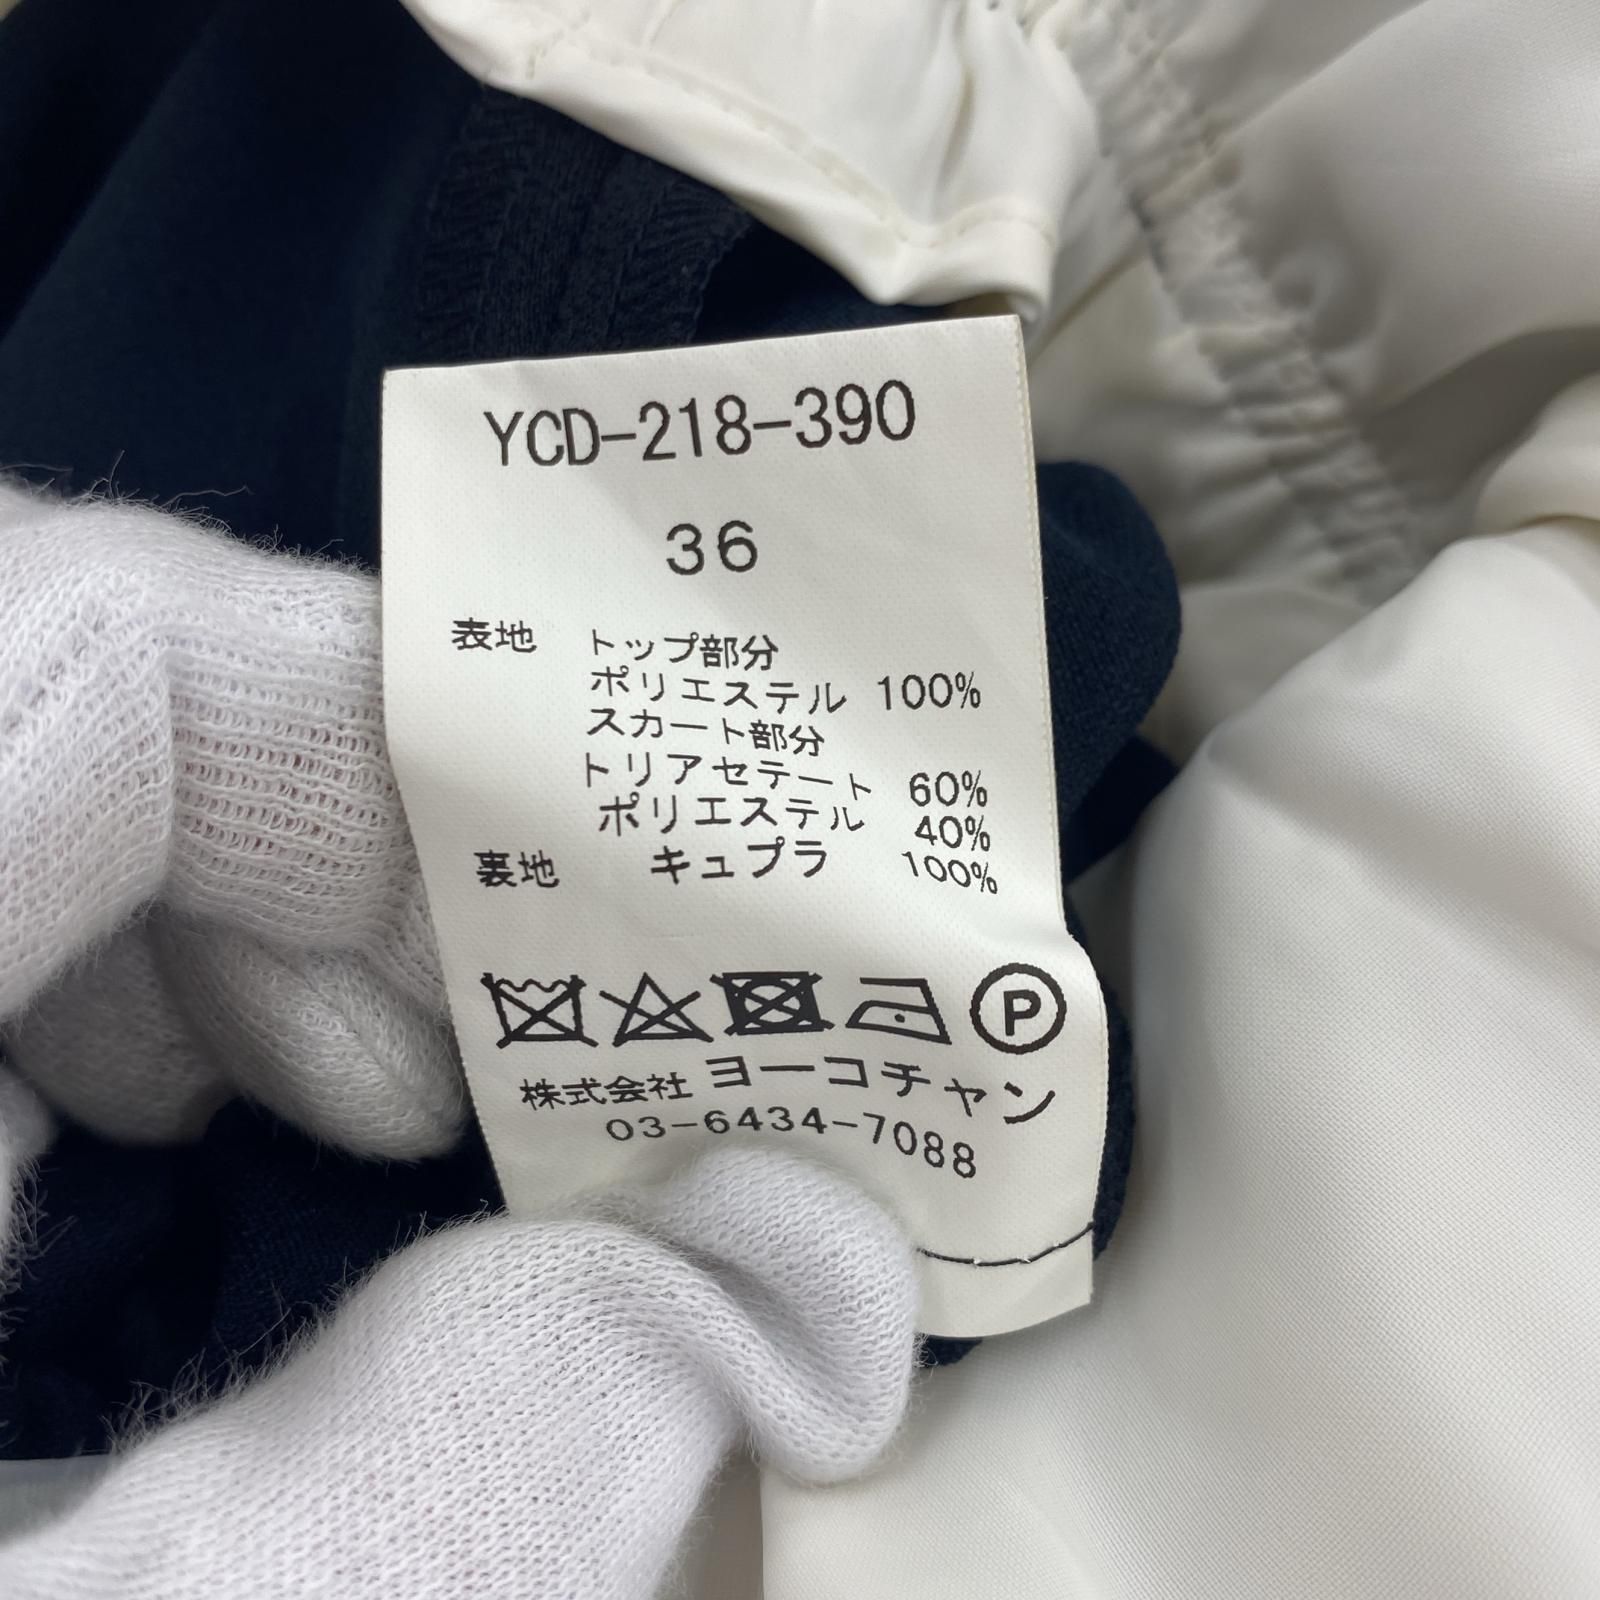 YCD-218-390
36
表地 トップ部分
ポリエステル 100%
スカート部分
トリアセテート 60%
ポリエステル 40%
裏地 キュプラ 100%
P
株式会社 ヨーコチャン
03-6434-7088